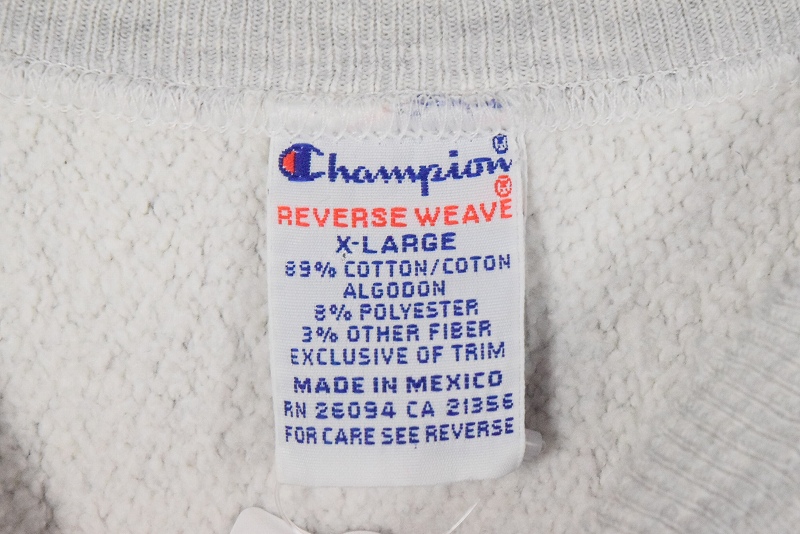 Champion®
REVERSE WEAVE®
X-LARGE
89% COTTON/COTON
ALGODON
8% POLYESTER
3% OTHER FIBER
EXCLUSIVE OF TRIM
MADE IN MEXICO
RN 26094 CA 21356
FOR CARE SEE REVERSE